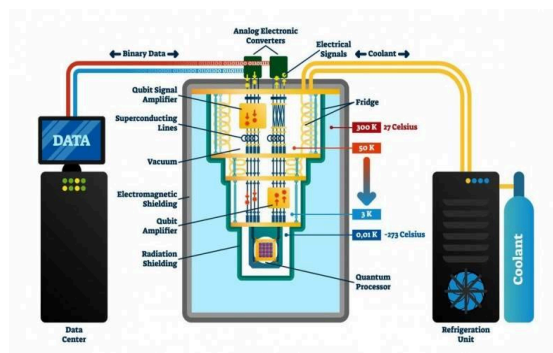 Analog Electronic
Converters
Binary Data
Electrical
Signals
Coolant
Qubit Signal
Amplifier
Fridge
Superconducting
Lines
300 K 27 Celsius
DATA
50 K
Vacuum
Electromagnetic
Shielding
3 K
Qubit
Amplifier
0,01 K -273 Celsius
Radiation
Shielding
Quantum
Processor
Coolant
Data
Center
Refrigeration
Unit